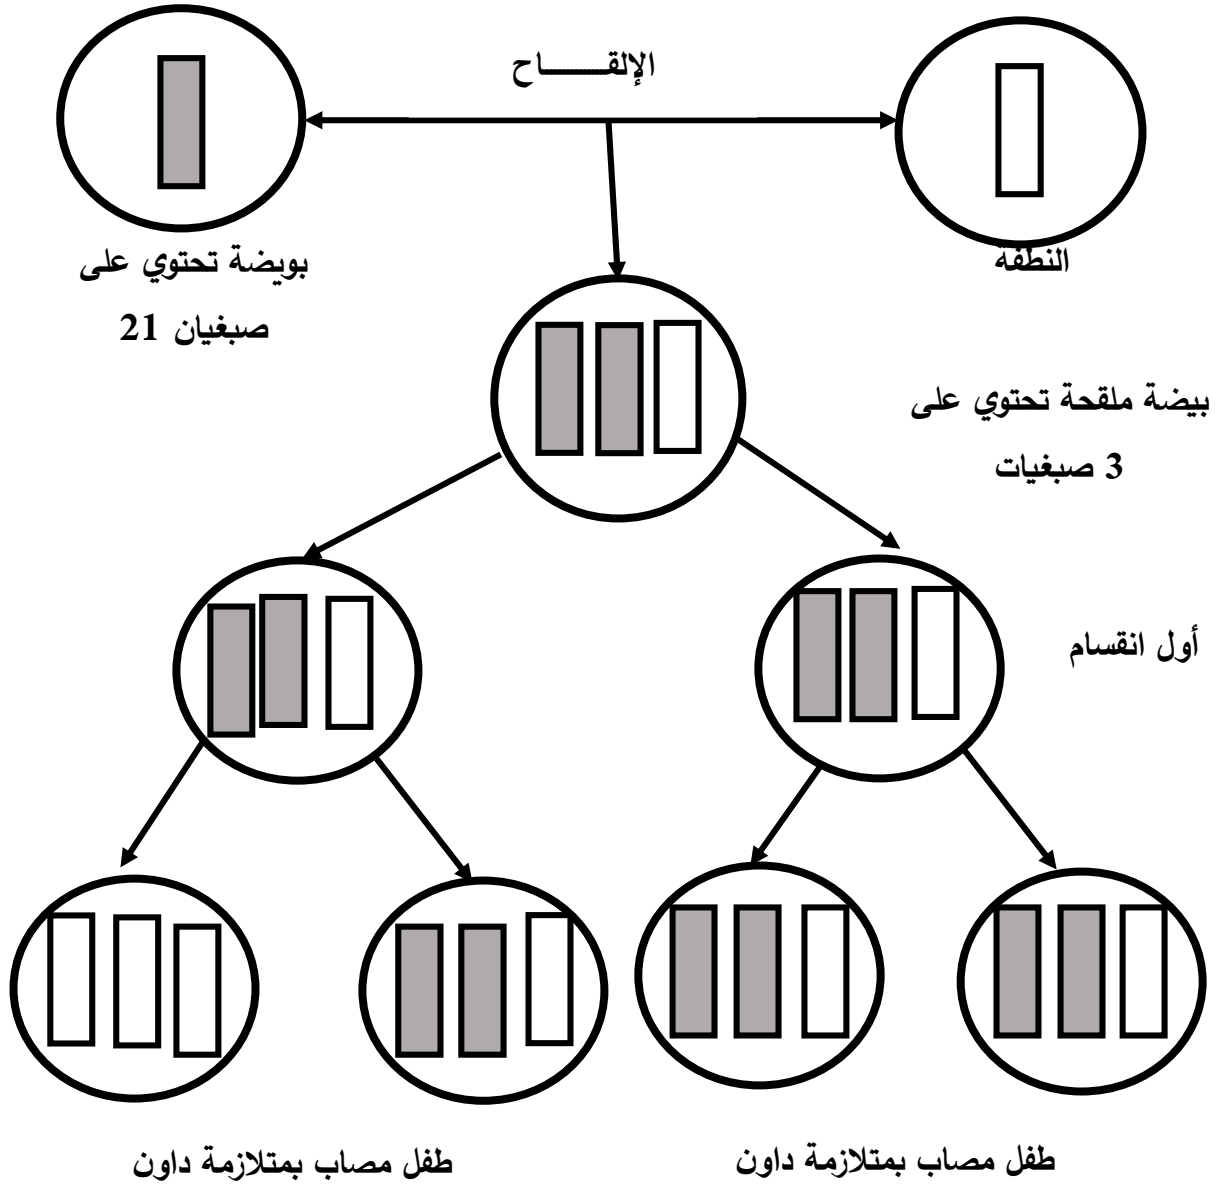 الإلقــــــاح
بويضة تحتوي على
صبغيان 21
النطفة
بيضة ملقحة تحتوي على
3 صبغيات
أول انقسام
طفل مصاب بمتلازمة داون
طفل مصاب بمتلازمة داون